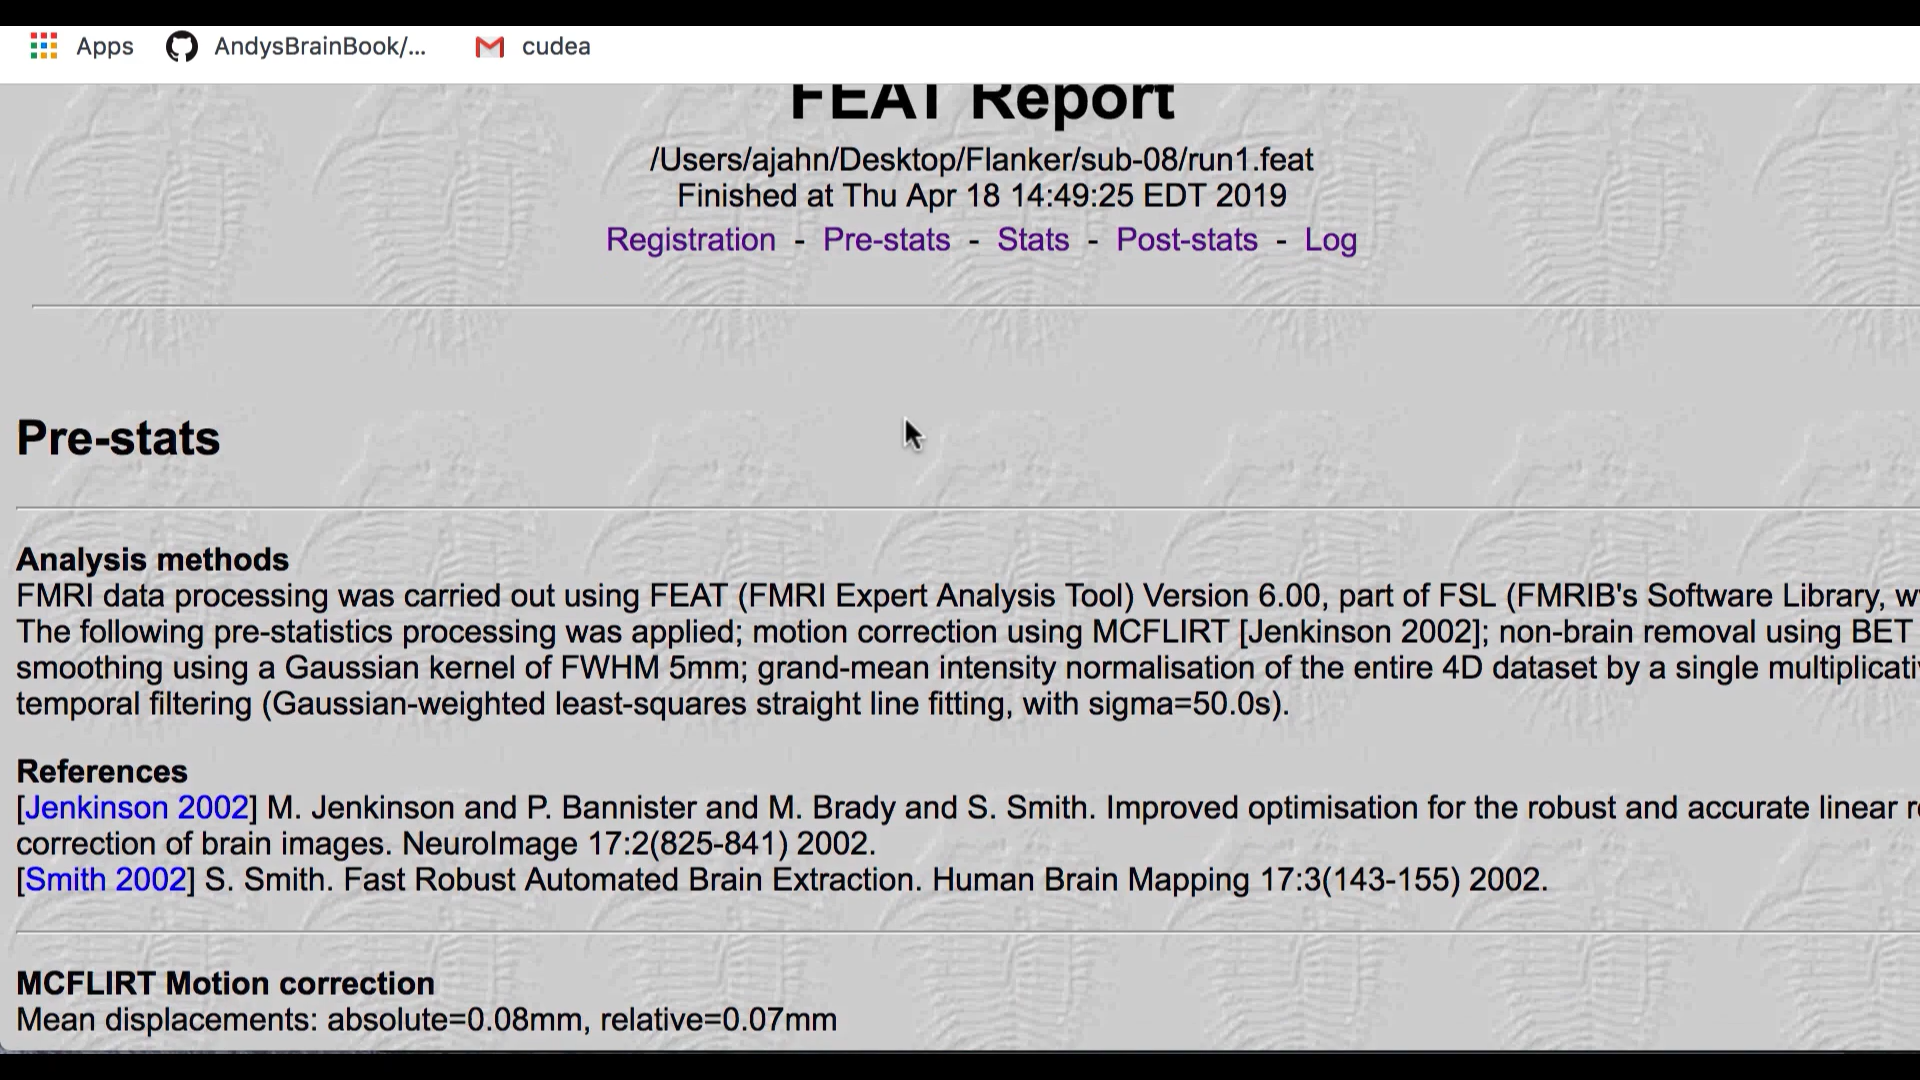 Apps AndysBrainBook/... cudea
FEAT Report
/Users/ajahn/Desktop/Flanker/sub-08/run1.feat
Finished at Thu Apr 18 14:49:25 EDT 2019
Registration - Pre-stats - Stats - Post-stats - Log
Pre-stats
Analysis methods
FMRI data processing was carried out using FEAT (FMRI Expert Analysis Tool) Version 6.00, part of FSL (FMRIB's Software Library,
The following pre-statistics processing was applied; motion correction using MCFLIRT [Jenkinson 2002]; non-brain removal using BET
smoothing using a Gaussian kernel of FWHM 5mm; grand-mean intensity normalisation of the entire 4D dataset by a single
temporal filtering (Gaussian-weighted least-squares straight line fitting, with sigma=50.0s).
References
[Jenkinson 2002] M. Jenkinson and P. Bannister and M. Brady and S. Smith. Improved optimisation for the robust and accurate linear
correction of brain images. NeuroImage 17:2(825-841) 2002.
[Smith 2002] S. Smith. Fast Robust Automated Brain Extraction. Human Brain Mapping 17:3(143-155) 2002.
MCFLIRT Motion correction
Mean displacements: absolute=0.08mm, relative=0.07mm